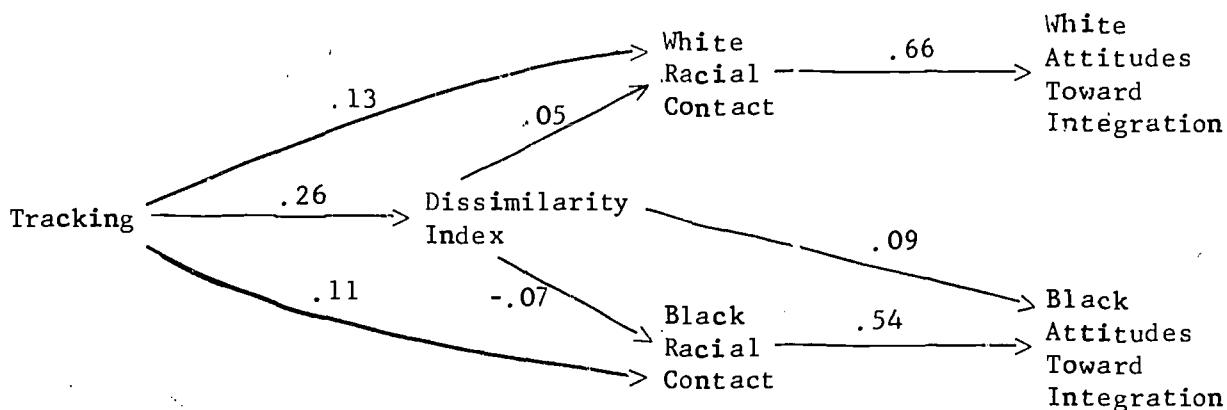 White
Attitudes
Toward
Integration
White
Racial
Contact
.66
.13
.05
Tracking
.26
Dissimilarity
Index
.09
.11
-.07
Black
Racial
Contact
.54
Black
Attitudes
Toward
Integration